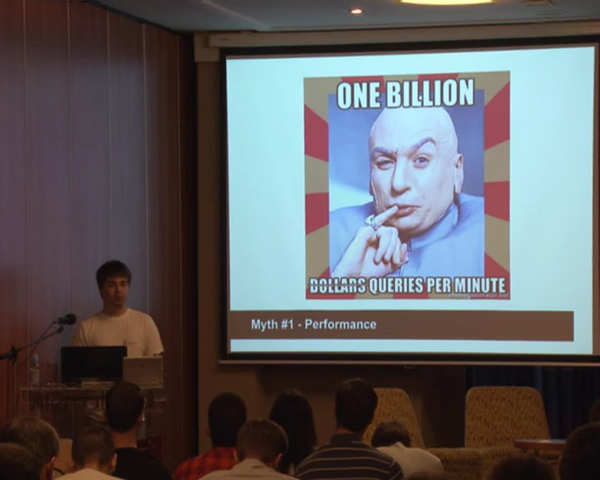 ONE BILLION
DOLLARS QUERIES PER MINUTE
Myth #1 - Performance